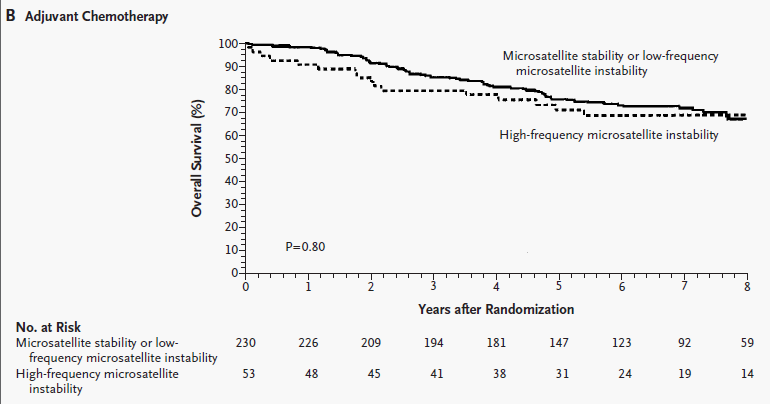 B Adjuvant Chemotherapy
100
90
80
70
60
50
40
30
20
10
0
Overall Survival (%)
Microsatellite stability or low-frequency
microsatellite instability
High-frequency microsatellite instability
P=0.80
0 1 2 3 4 5 6 7 8
Years after Randomization
No. at Risk
Microsatellite stability or low-
frequency microsatellite instability
230 226 209 194 181 147 123 92 59
High-frequency microsatellite
instability
53 48 45 41 38 31 24 19 14